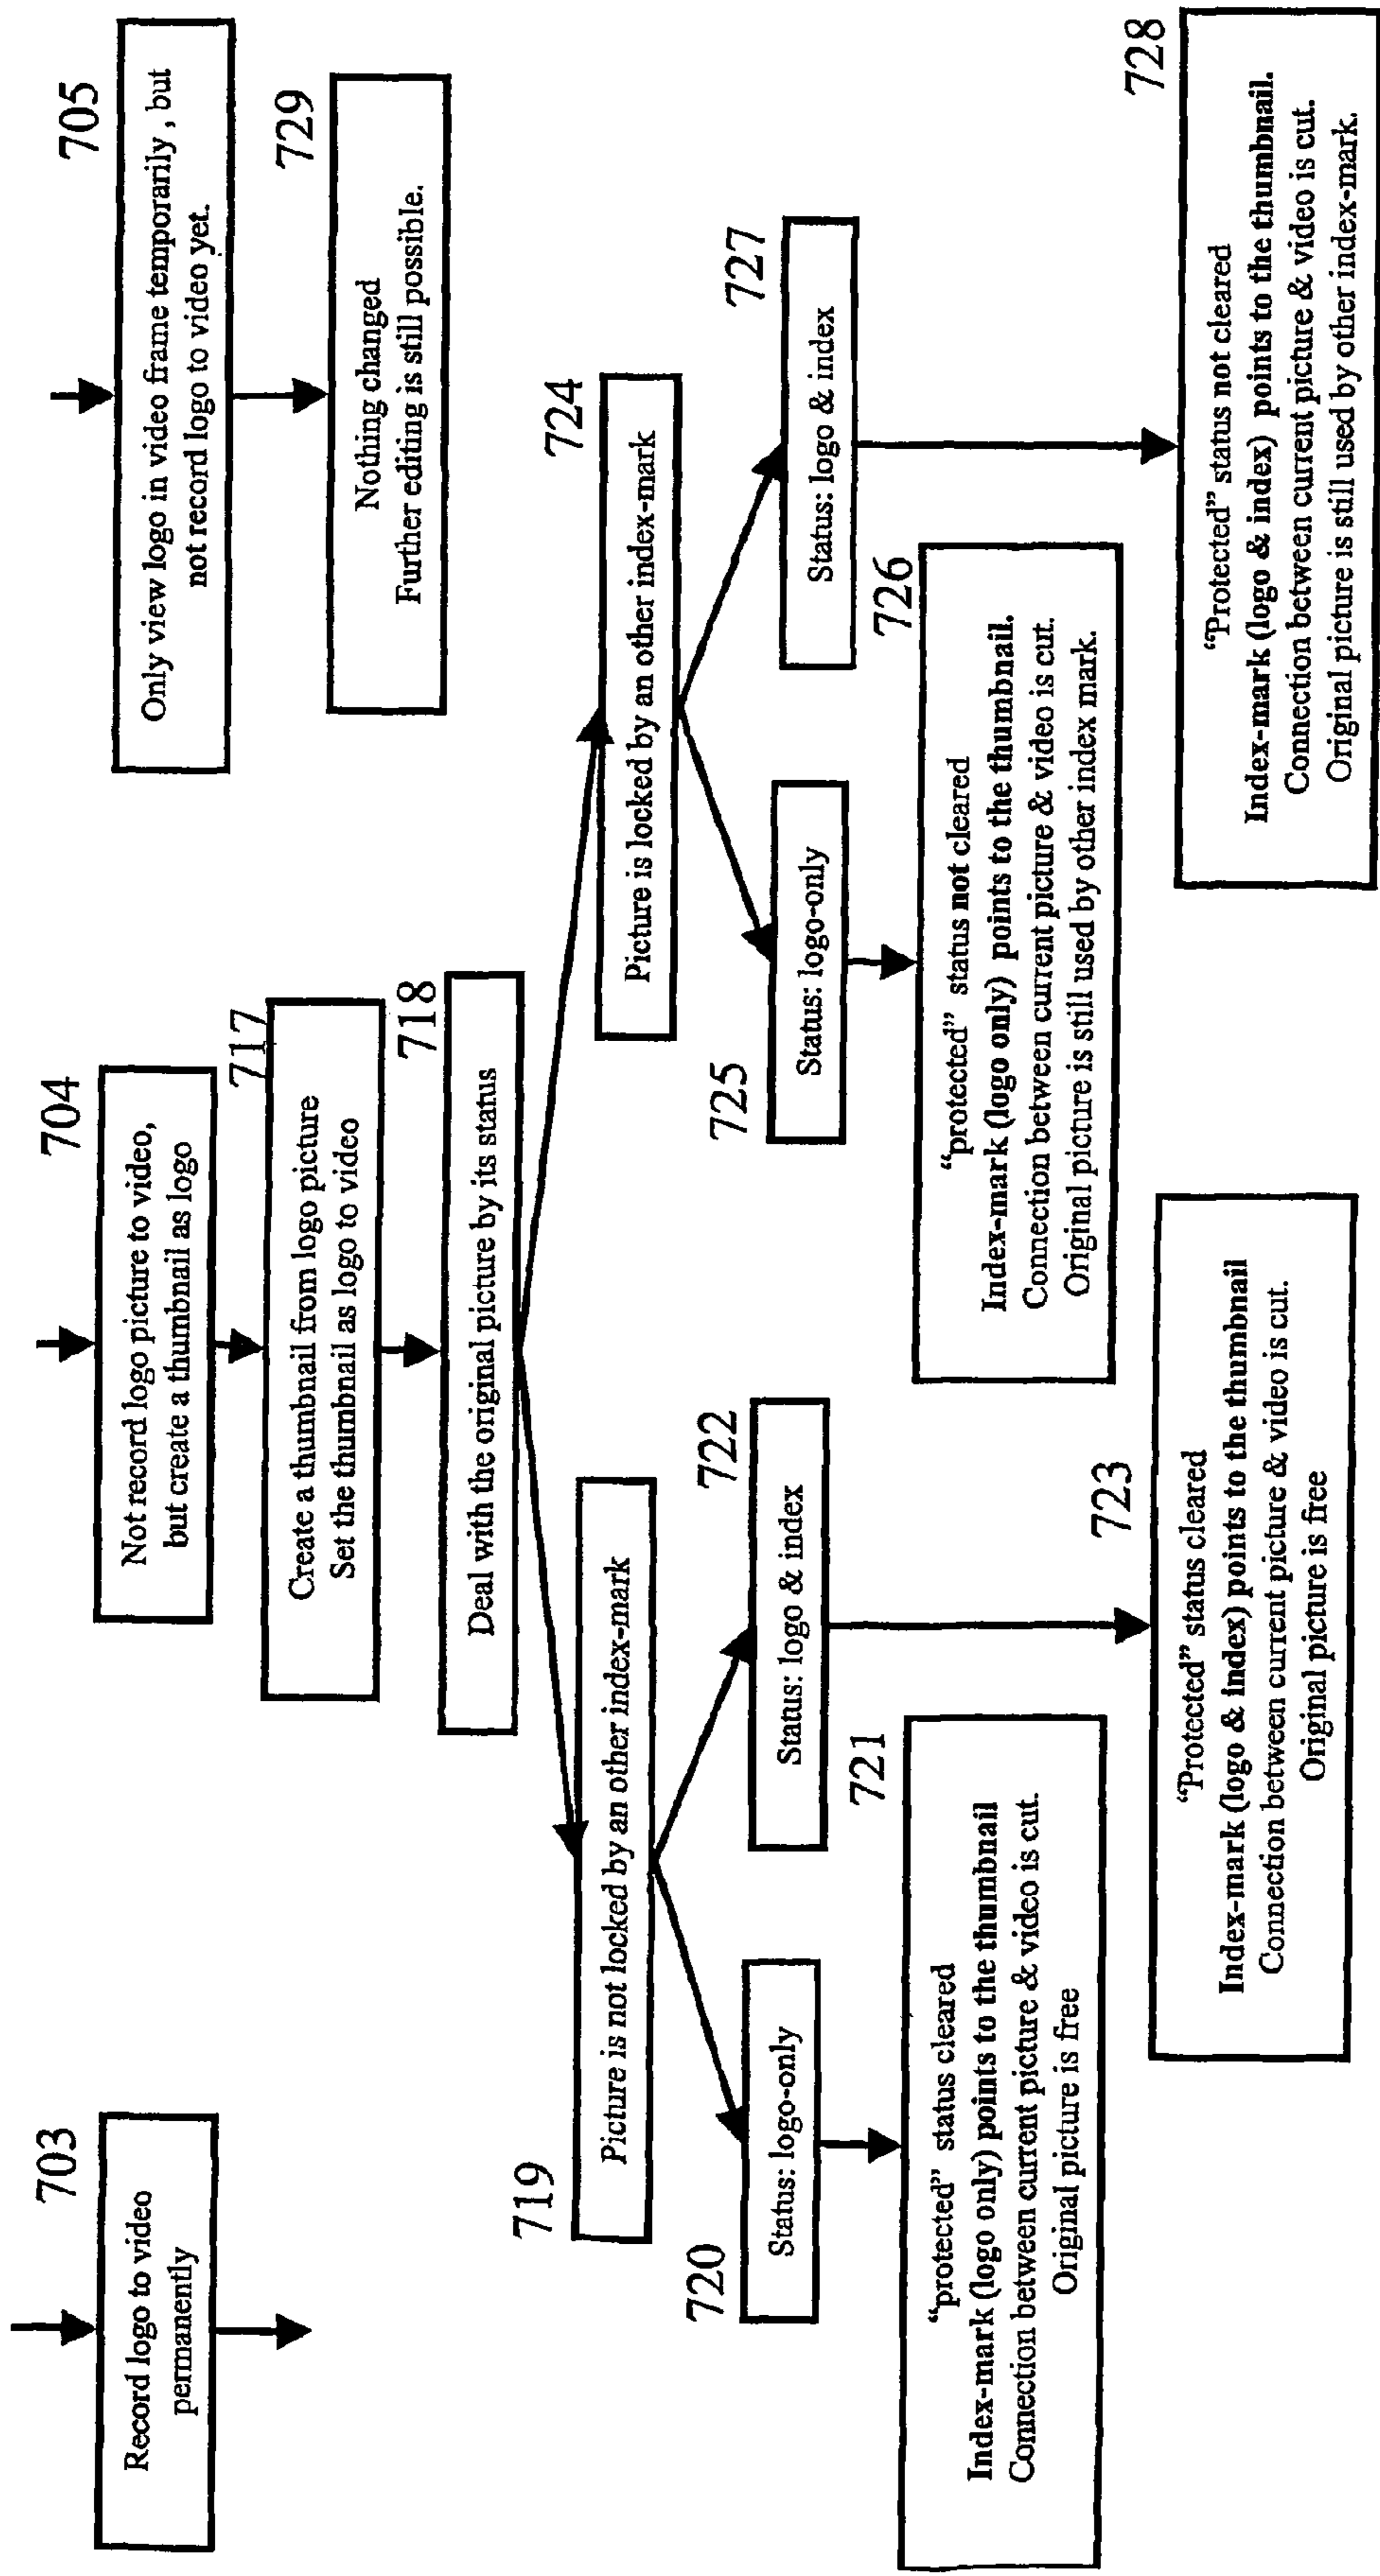 703
Record logo to video
permanently
704
Not record logo picture to video,
but create a thumbnail as logo
717
Create a thumbnail from logo picture
Set the thumbnail as logo to video
718
Deal with the original picture by its status
719
Picture is not locked by an other index-mark
720
Status: logo-only
721
“protected” status cleared
Index-mark (logo only) points to the thumbnail
Connection between current picture & video is cut.
Original picture is free
722
Status: logo & index
723
“Protected” status cleared
Index-mark (logo & index) points to the thumbnail
Connection between current picture & video is cut.
Original picture is free
724
Picture is locked by an other index-mark
725
Status: logo-only
726
“protected” status not cleared
Index-mark (logo only) points to the thumbnail.
Connection between current picture & video is cut.
Original picture is still used by other index mark.
727
Status: logo & index
728
“Protected” status not cleared
Index-mark (logo & index) points to the thumbnail.
Connection between current picture & video is cut.
Original picture is still used by other index-mark.
705
Only view logo in video frame temporarily , but
not record logo to video yet.
729
Nothing changed
Further editing is still possible.